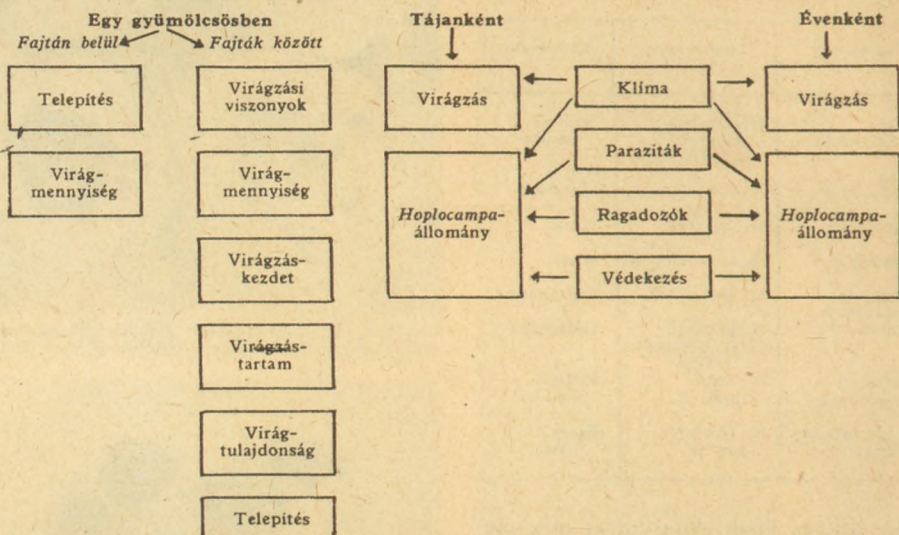 Egy gyümölcsösben
Fajtán belül
Fajták között
Telepítés
Virág-
mennyiség
Virágzási
viszonyok
Virág-
mennyiség
Virágzás-
kezdet
Virágzás-
tartam
Virág-
tulajdonság
Telepítés
Tájanként
Virágzás
Hoplocampa-
állomány
Klíma
Paraziták
Ragadozók
Védekezés
Évenként
Virágzás
Hoplocampa-
állomány